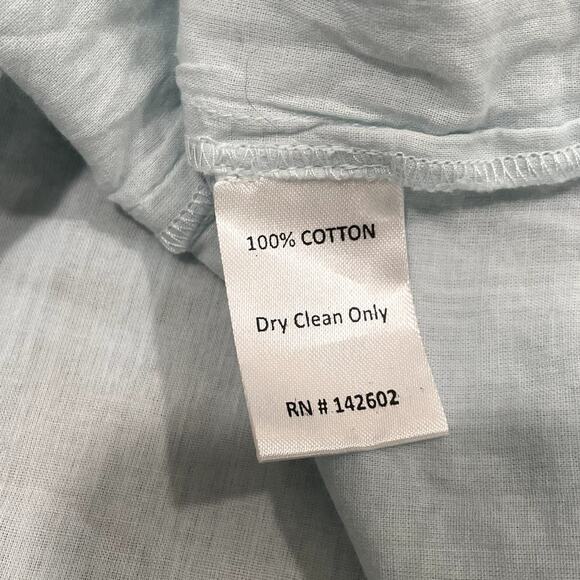 100% COTTON
Dry Clean Only
RN # 142602